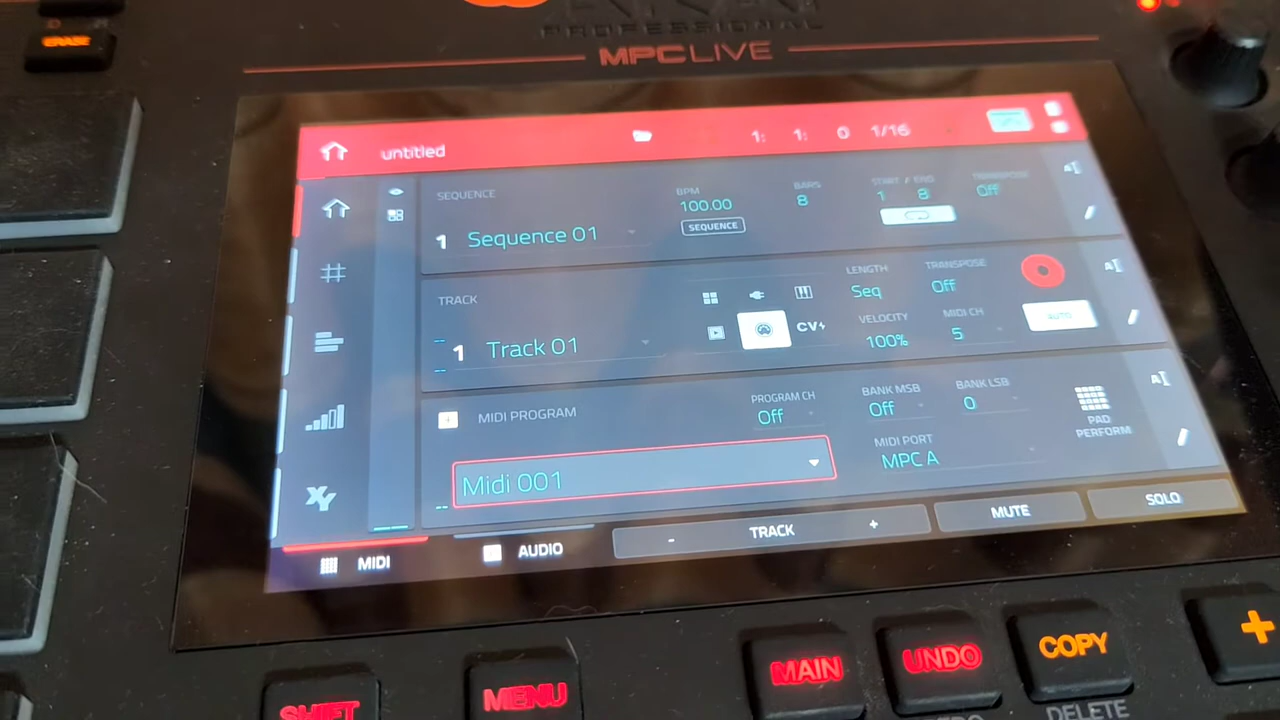 ERASE
PROFESSIONAL
MPC LIVE
untitled 1: 1: 0 1/16
SEQUENCE BPM BARS START / END TRANSPOSE
1 Sequence 01 100.00 8 1 8 Off
SEQUENCE
TRACK LENGTH TRANSPOSE
Seq Off
1 Track 01 CV VELOCITY MIDI CH AUTO
100% 5
MIDI PROGRAM PROGRAM CH BANK MSB BANK LSB
Off Off 0
PAD
PERFORM
Midi 001 MIDI PORT
MPC A
MIDI AUDIO - TRACK + MUTE SOLO
SHIFT MENU MAIN UNDO COPY +
DELETE